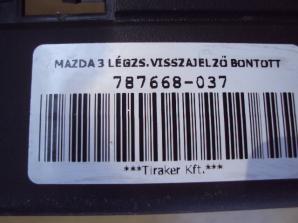 MAZDA 3 LÉGZS.VISSZAJELZŐ BONTOTT
787668-037
***Tiraker Kft.***